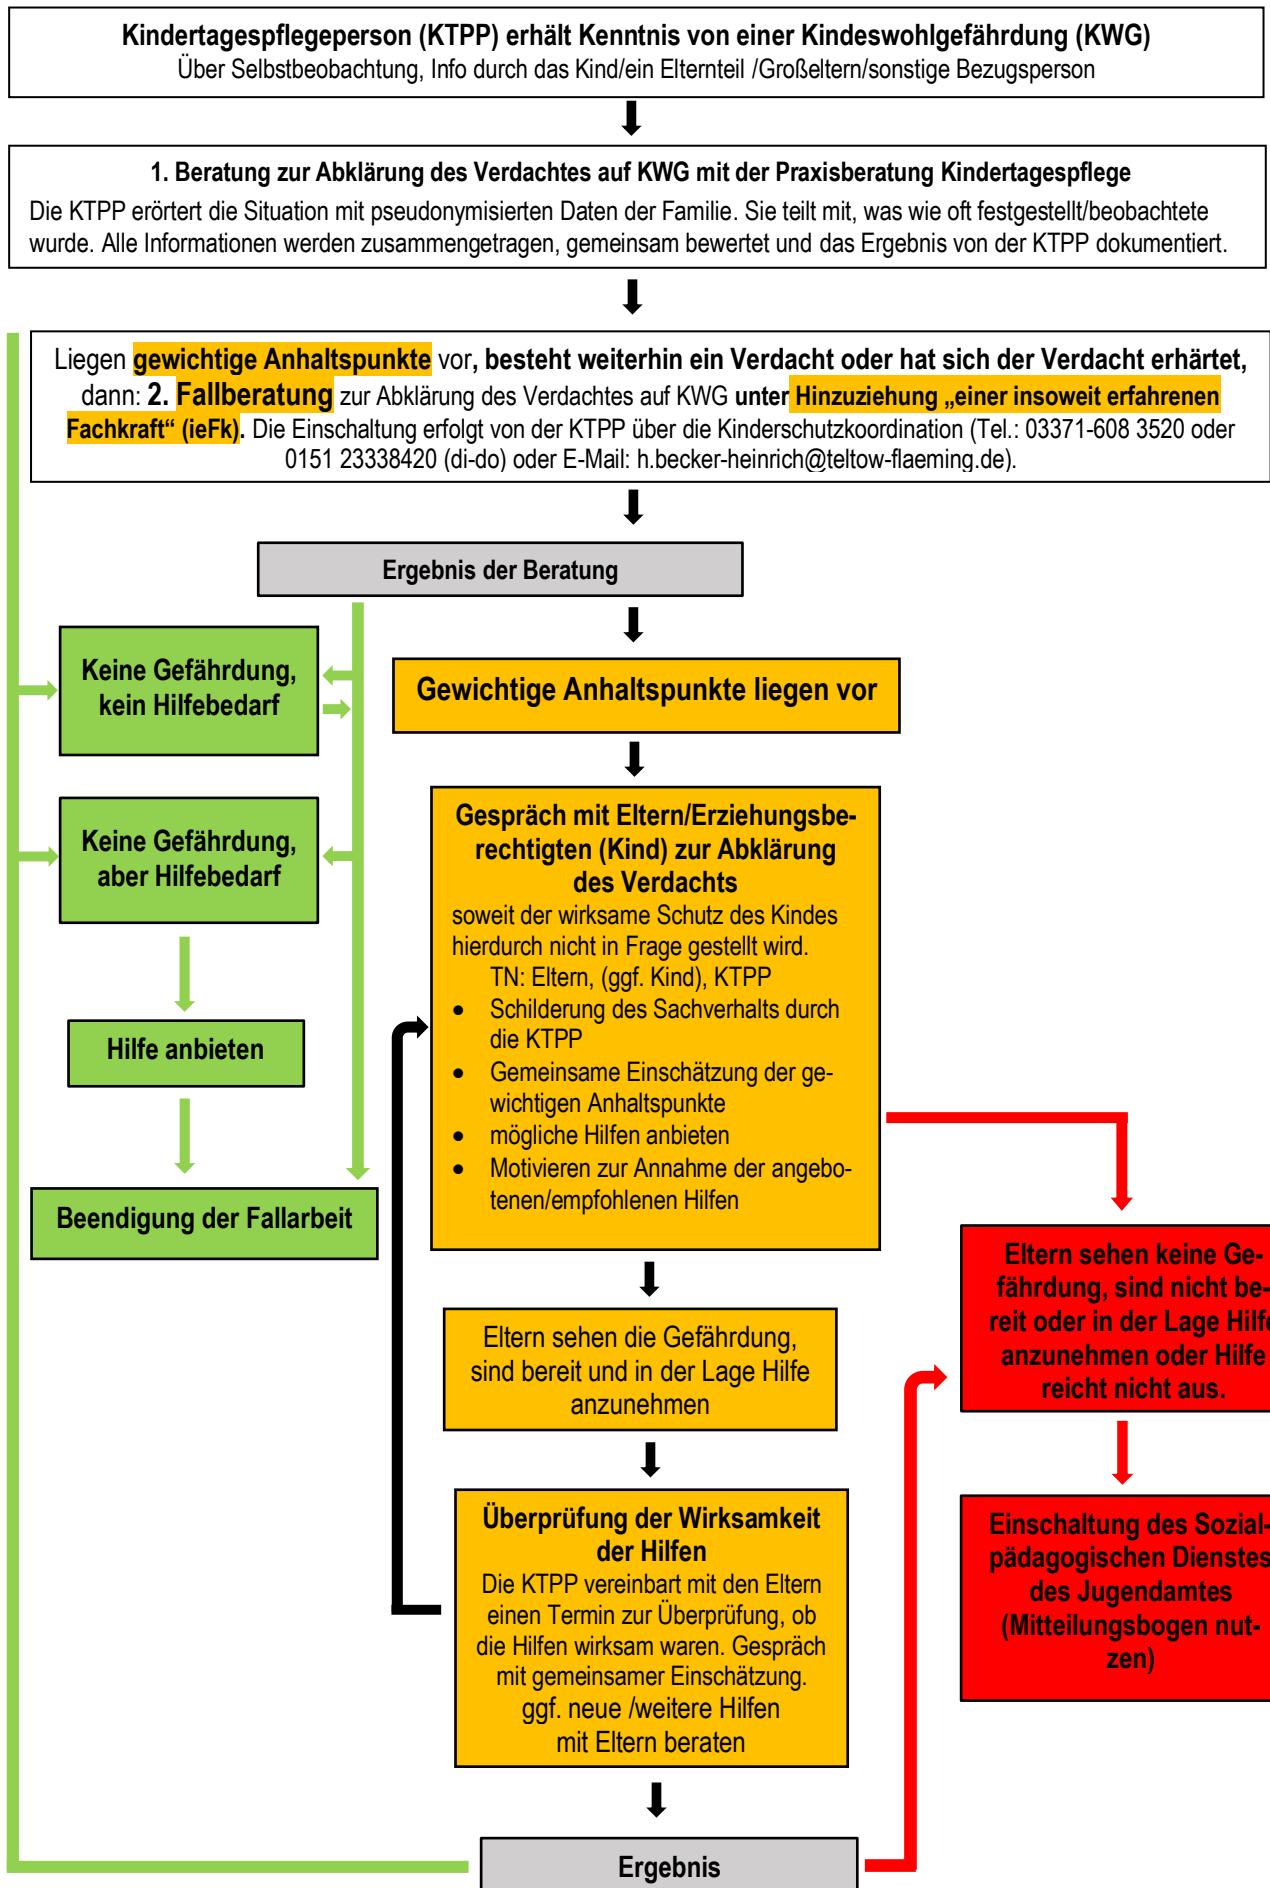 Kindertagespflegeperson (KTPP) erhält Kenntnis von einer Kindeswohlgefährdung (KWG)
Über Selbstbeobachtung, Info durch das Kind/ein Elternteil /Großeltern/sonstige Bezugsperson
1. Beratung zur Abklärung des Verdachtes auf KWG mit der Praxisberatung Kindertagespflege
Die KTPP erörtert die Situation mit pseudonymisierten Daten der Familie. Sie teilt mit, was wie oft festgestellt/beobachtete
wurde. Alle Informationen werden zusammengetragen, gemeinsam bewertet und das Ergebnis von der KTPP dokumentiert.
Liegen gewichtige Anhaltspunkte vor, besteht weiterhin ein Verdacht oder hat sich der Verdacht erhärtet,
dann: 2. Fallberatung zur Abklärung des Verdachtes auf KWG unter Hinzuziehung „einer insoweit erfahrenen
Fachkraft“ (ieFk). Die Einschaltung erfolgt von der KTPP über die Kinderschutzkoordination (Tel.: 03371-608 3520 oder
0151 23338420 (di-do) oder E-Mail: h.becker-heinrich@teltow-flaeming.de).
Ergebnis der Beratung
Keine Gefährdung,
kein Hilfebedarf
Keine Gefährdung,
aber Hilfebedarf
Hilfe anbieten
Beendigung der Fallarbeit
Gewichtige Anhaltspunkte liegen vor
Gespräch mit Eltern/Erziehungsbe-
rechtigten (Kind) zur Abklärung
des Verdachts
soweit der wirksame Schutz des Kindes
hierdurch nicht in Frage gestellt wird.
TN: Eltern, (ggf. Kind), KTPP
• Schilderung des Sachverhalts durch
die KTPP
• Gemeinsame Einschätzung der ge-
wichtigen Anhaltspunkte
• mögliche Hilfen anbieten
• Motivieren zur Annahme der angebo-
tenen/empfohlenen Hilfen
Eltern sehen die Gefährdung,
sind bereit und in der Lage Hilfe
anzunehmen
Überprüfung der Wirksamkeit
der Hilfen
Die KTPP vereinbart mit den Eltern
einen Termin zur Überprüfung, ob
die Hilfen wirksam waren. Gespräch
mit gemeinsamer Einschätzung.
ggf. neue /weitere Hilfen
mit Eltern beraten
Ergebnis
Eltern sehen keine Ge-
fährdung, sind nicht be-
reit oder in der Lage Hilfe
anzunehmen oder Hilfe
reicht nicht aus.
Einschaltung des Sozial-
pädagogischen Dienstes
des Jugendamtes
(Mitteilungsbogen nut-
zen)